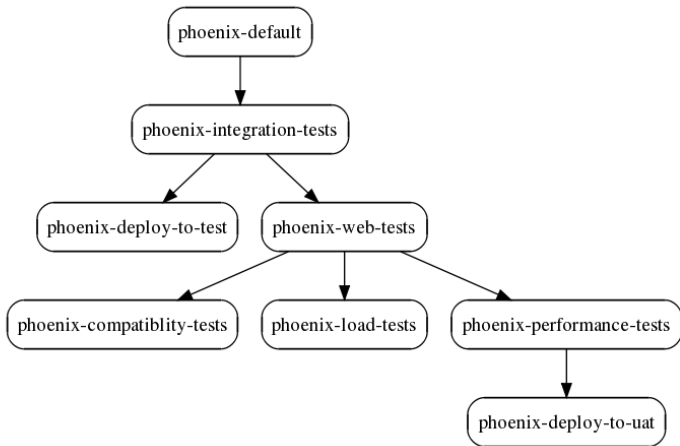 phoenix-default
phoenix-integration-tests
phoenix-deploy-to-test
phoenix-web-tests
phoenix-compatiblity-tests
phoenix-load-tests
phoenix-performance-tests
phoenix-deploy-to-uat